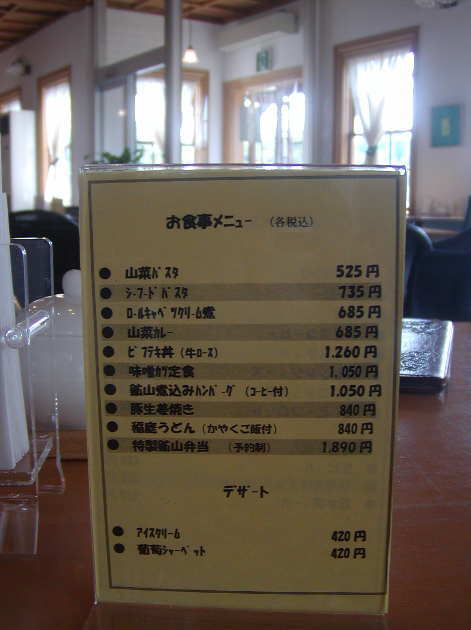 お食事メニュー (各税込)
● 山菜パスタ 525円
● シーフードパスタ 735円
● ロールキャベツクリーム煮 685円
● 山菜カレー 685円
● ビフテキ丼 (牛ロース) 1.260円
● 味噌カツ定食 1,050円
● 鉱山煮込みハンバーグ (コーヒー付) 1.050円
● 豚生姜焼き 840円
● 稲庭うどん (かやくご飯付) 840円
● 特製鉱山弁当 (予約制) 1.890円
デザート
● アイスクリーム 420円
● 葡萄シャーベット 420円